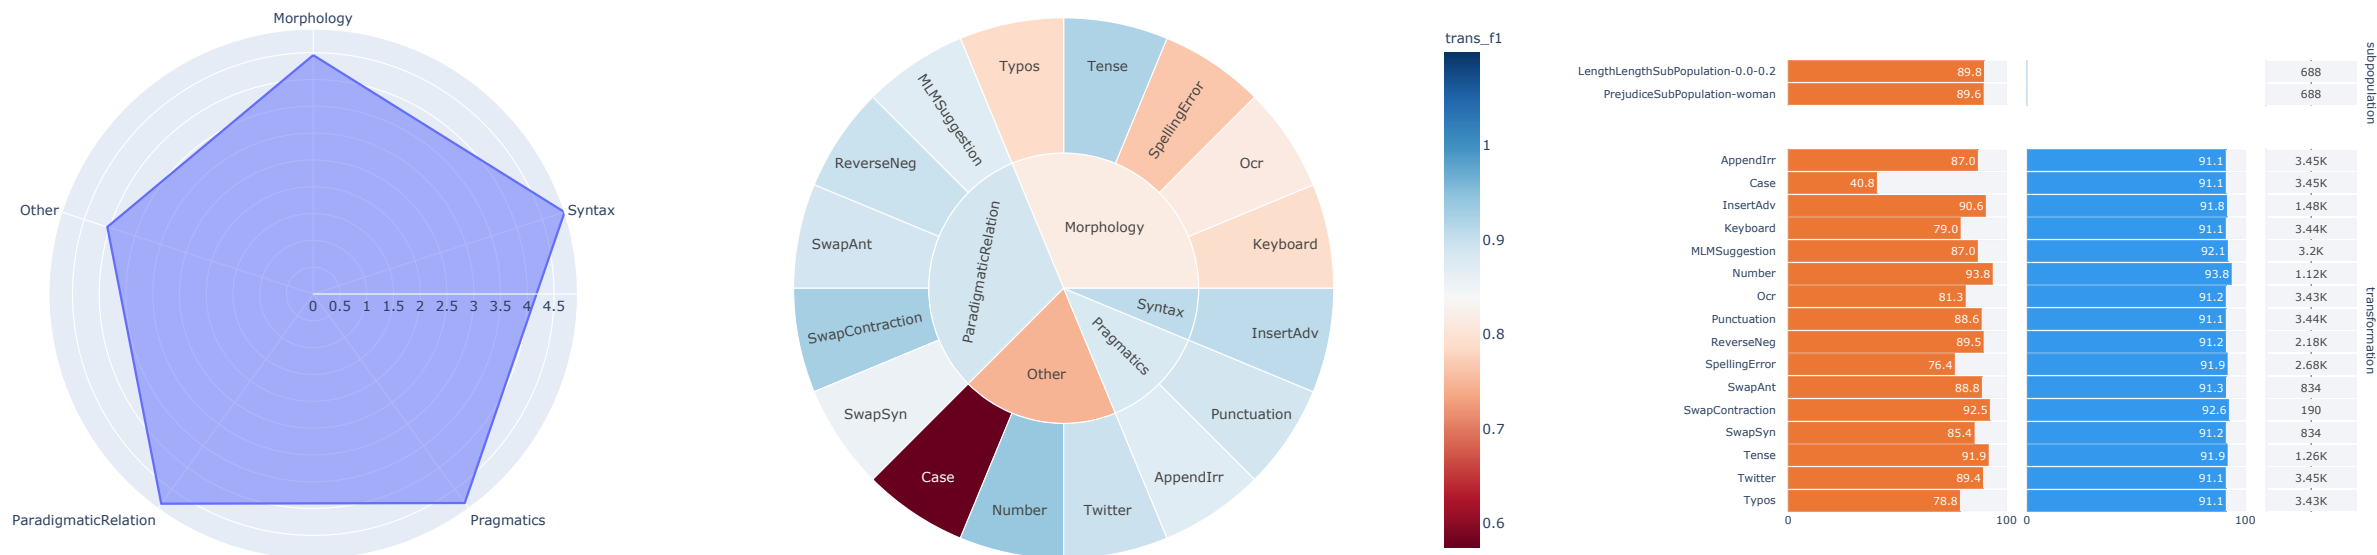 Morphology
Other
Syntax
0 0.5 1 1.5 2 2.5 3 3.5 4 4.5
ParadigmaticRelation
Pragmatics
Typos
Tense
MLMSuggestion
SpellingError
ReverseNeg
Ocr
SwapAnt
Keyboard
SwapContraction
InsertAdv
SwapSyn
Punctuation
Case
Number
Twitter
AppendIrr
ParadigmaticRelation
Morphology
Syntax
Pragmatics
Other
trans_f1
1
0.9
0.8
0.7
0.6
LengthLengthSubPopulation-0.0-0.2 89.8 688
PrejudiceSubPopulation-woman 89.6 688
subpopulation
AppendIrr 87.0 91.1 3.45K
Case 40.8 91.1 3.45K
InsertAdv 90.6 91.8 1.48K
Keyboard 79.0 91.1 3.44K
MLMSuggestion 87.0 92.1 3.2K
Number 93.8 93.8 1.12K
Ocr 81.3 91.2 3.43K
Punctuation 88.6 91.1 3.44K
ReverseNeg 89.5 91.2 2.18K
SpellingError 76.4 91.9 2.68K
SwapAnt 88.8 91.3 834
SwapContraction 92.5 92.6 190
SwapSyn 85.4 91.2 834
Tense 91.9 91.9 1.26K
Twitter 89.4 91.1 3.45K
Typos 78.8 91.1 3.43K
transformation
0 100 0 100